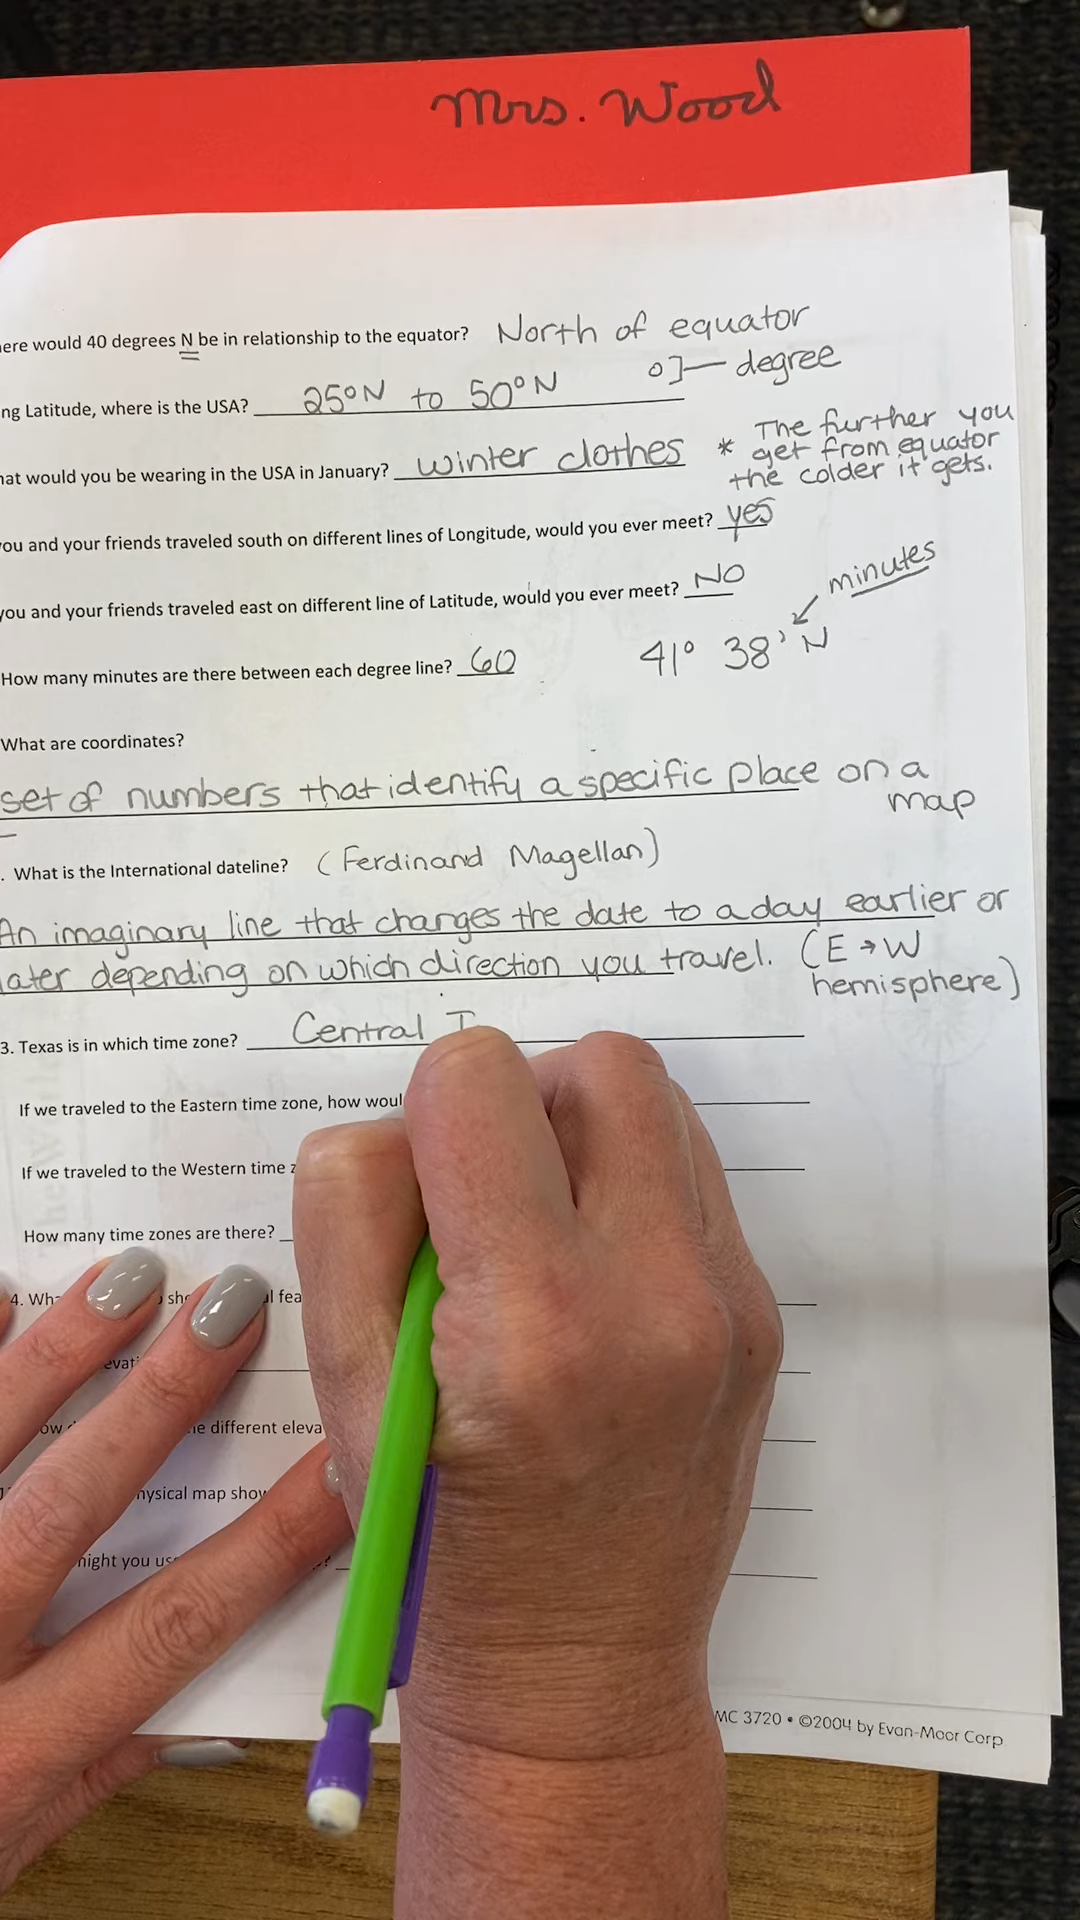 Mrs. Wood
ere would 40 degrees N be in relationship to the equator? North of equator
o]— degree
ng Latitude, where is the USA? 25°N to 50°N
* The further you
get from equator
the colder it gets.
at would you be wearing in the USA in January? winter clothes
ou and your friends traveled south on different lines of Longitude, would you ever meet? yes
you and your friends traveled east on different line of Latitude, would you ever meet? NO
minutes
41° 38' N
How many minutes are there between each degree line? 60
What are coordinates?
set of numbers that identify a specific place on a
map
. What is the International dateline? (Ferdinand Magellan)
An imaginary line that changes the date to a day earlier or
later depending on which direction you travel. (E → W
hemisphere)
3. Texas is in which time zone? Central T
If we traveled to the Eastern time zone, how woul
If we traveled to the Western time z
How many time zones are there?
4. Wh sh l fea
evat
ow e different eleva
hysical map show
might you us ?
MC 3720 • ©2004 by Evan-Moor Corp